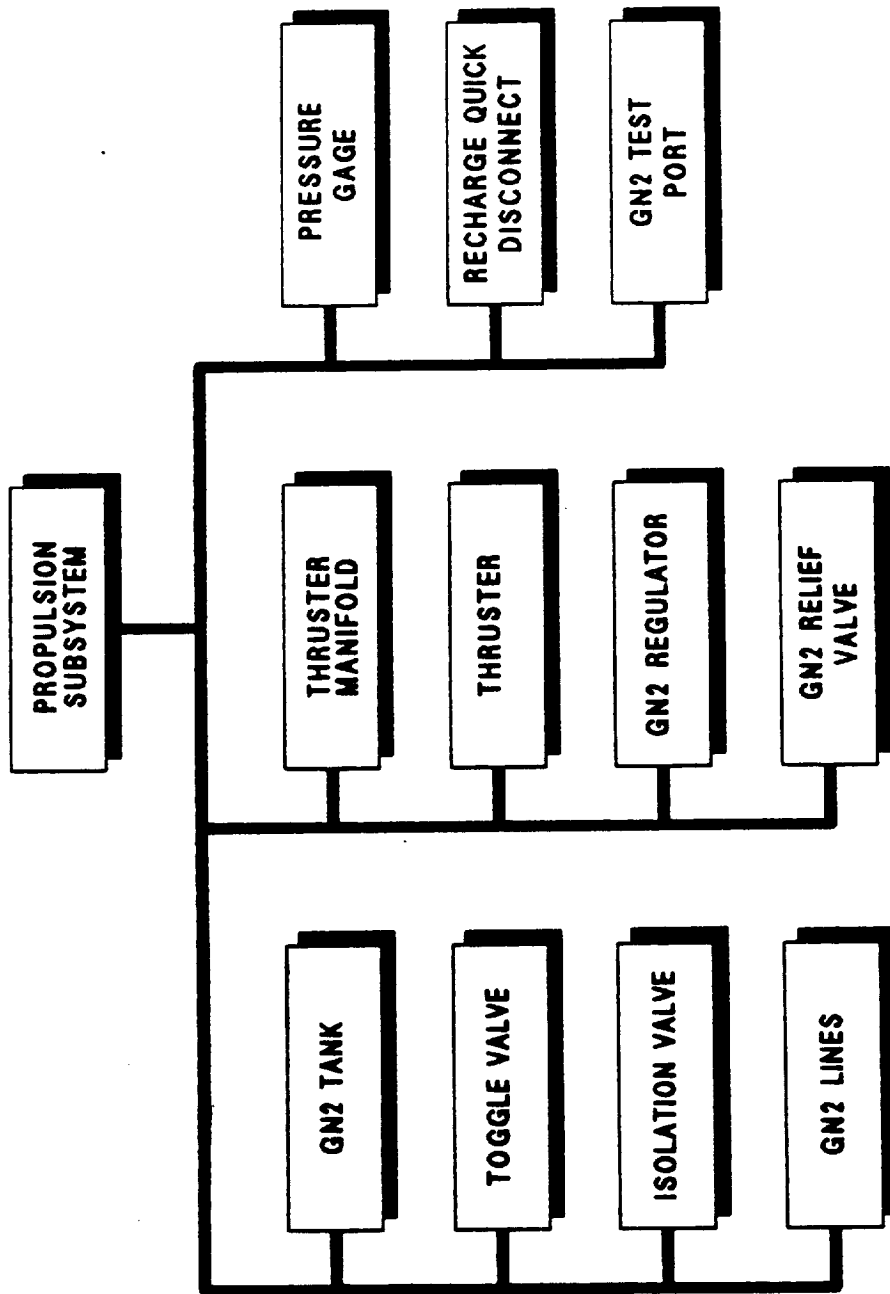 PROPULSION
SUBSYSTEM
GN2 TANK
TOGGLE VALVE
ISOLATION VALVE
GN2 LINES
THRUSTER
MANIFOLD
THRUSTER
GN2 REGULATOR
GN2 RELIEF
VALVE
PRESSURE
GAGE
RECHARGE QUICK
DISCONNECT
GN2 TEST
PORT